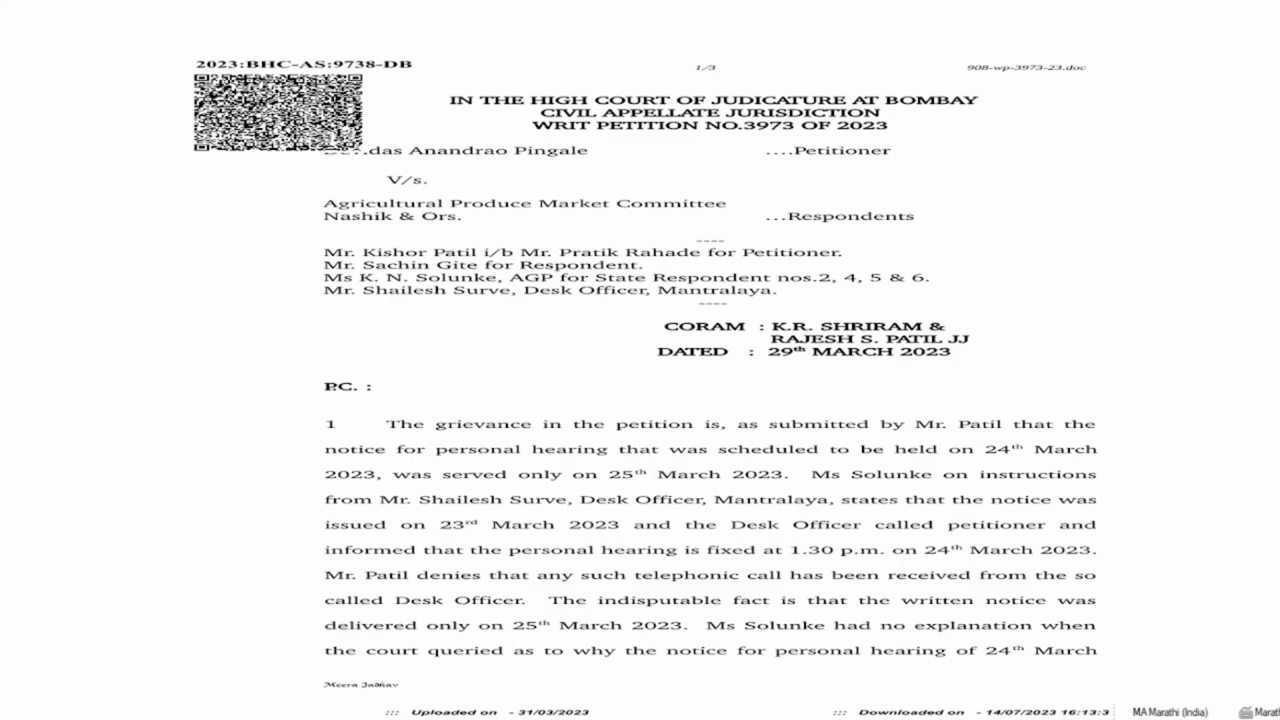 2023:BHC-AS:9738-DB
1/3 908-wp-3973-23.doc
IN THE HIGH COURT OF JUDICATURE AT BOMBAY
CIVIL APPELLATE JURISDICTION
WRIT PETITION NO.3973 OF 2023
Anandrao Pingale ....Petitioner
V/s.
Agricultural Produce Market Committee
Nashik & Ors. ...Respondents
----
Mr. Kishor Patil i/b Mr. Pratik Rahade for Petitioner.
Mr. Sachin Gite for Respondent.
Ms K. N. Solunke, AGP for State Respondent nos.2, 4, 5 & 6.
Mr. Shailesh Surve, Desk Officer, Mantralaya.
----
CORAM : K.R. SHRIRAM &
RAJESH S. PATIL JJ
DATED : 29th MARCH 2023
P.C. :
1 The grievance in the petition is, as submitted by Mr. Patil that the
notice for personal hearing that was scheduled to be held on 24th March
2023, was served only on 25th March 2023. Ms Solunke on instructions
from Mr. Shailesh Surve, Desk Officer, Mantralaya, states that the notice was
issued on 23rd March 2023 and the Desk Officer called petitioner and
informed that the personal hearing is fixed at 1.30 p.m. on 24th March 2023.
Mr. Patil denies that any such telephonic call has been received from the so
called Desk Officer. The indisputable fact is that the written notice was
delivered only on 25th March 2023. Ms Solunke had no explanation when
the court queried as to why the notice for personal hearing of 24th March
Meera Jadhav
::: Uploaded on - 31/03/2023 ::: Downloaded on - 14/07/2023 16:13:3
MA Marathi (India) Marat